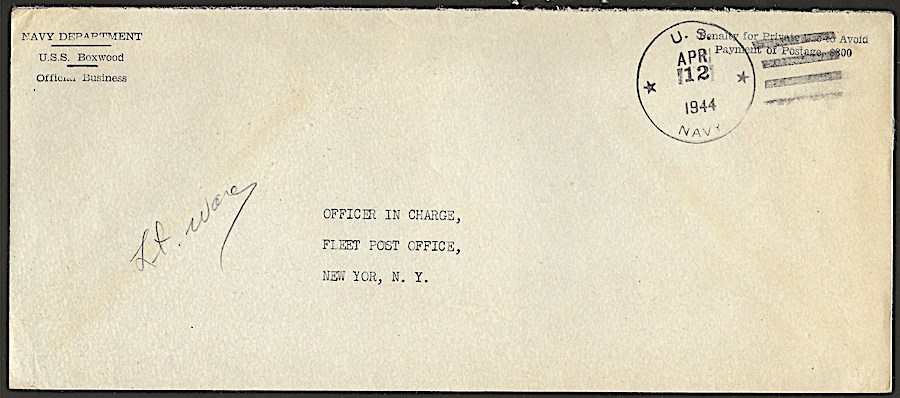 NAVY DEPARTMENT
U.S.S. Boxwood
Official Business
Penalty for Private Use to Avoid
Payment of Postage, $300
U. S.
APR
12
1944
NAVY
Lt. Ware
OFFICER IN CHARGE,
FLEET POST OFFICE,
NEW YOR, N. Y.